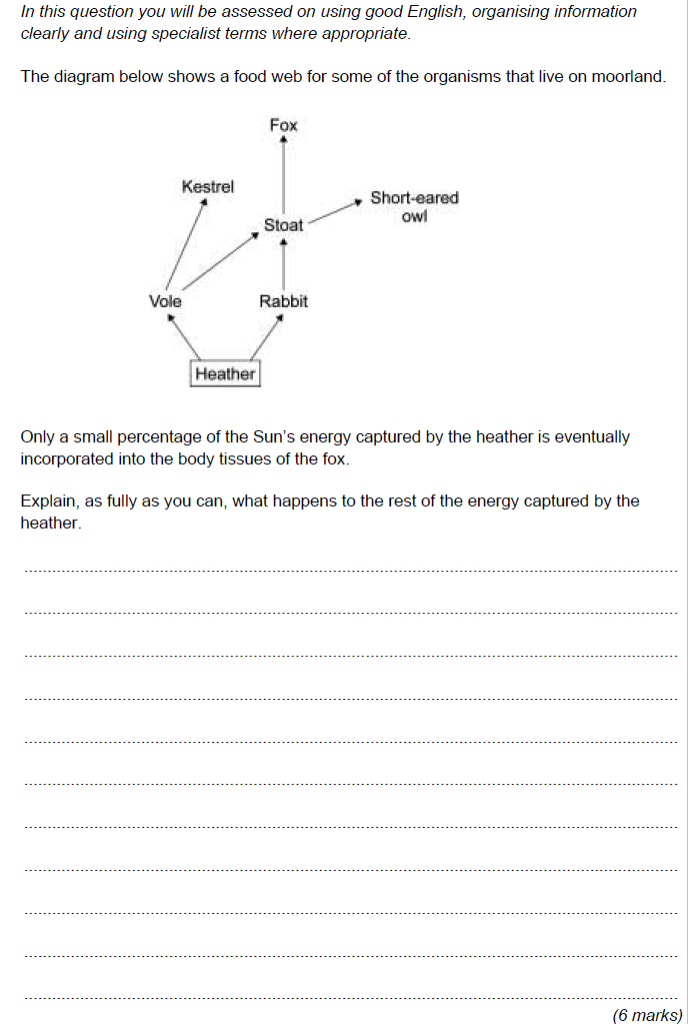 In this question you will be assessed on using good English, organising information
clearly and using specialist terms where appropriate.
The diagram below shows a food web for some of the organisms that live on moorland.
Fox
Kestrel
Short-eared
owl
Stoat
Vole
Rabbit
Heather
Only a small percentage of the Sun's energy captured by the heather is eventually
incorporated into the body tissues of the fox.
Explain, as fully as you can, what happens to the rest of the energy captured by the
heather.
(6 marks)